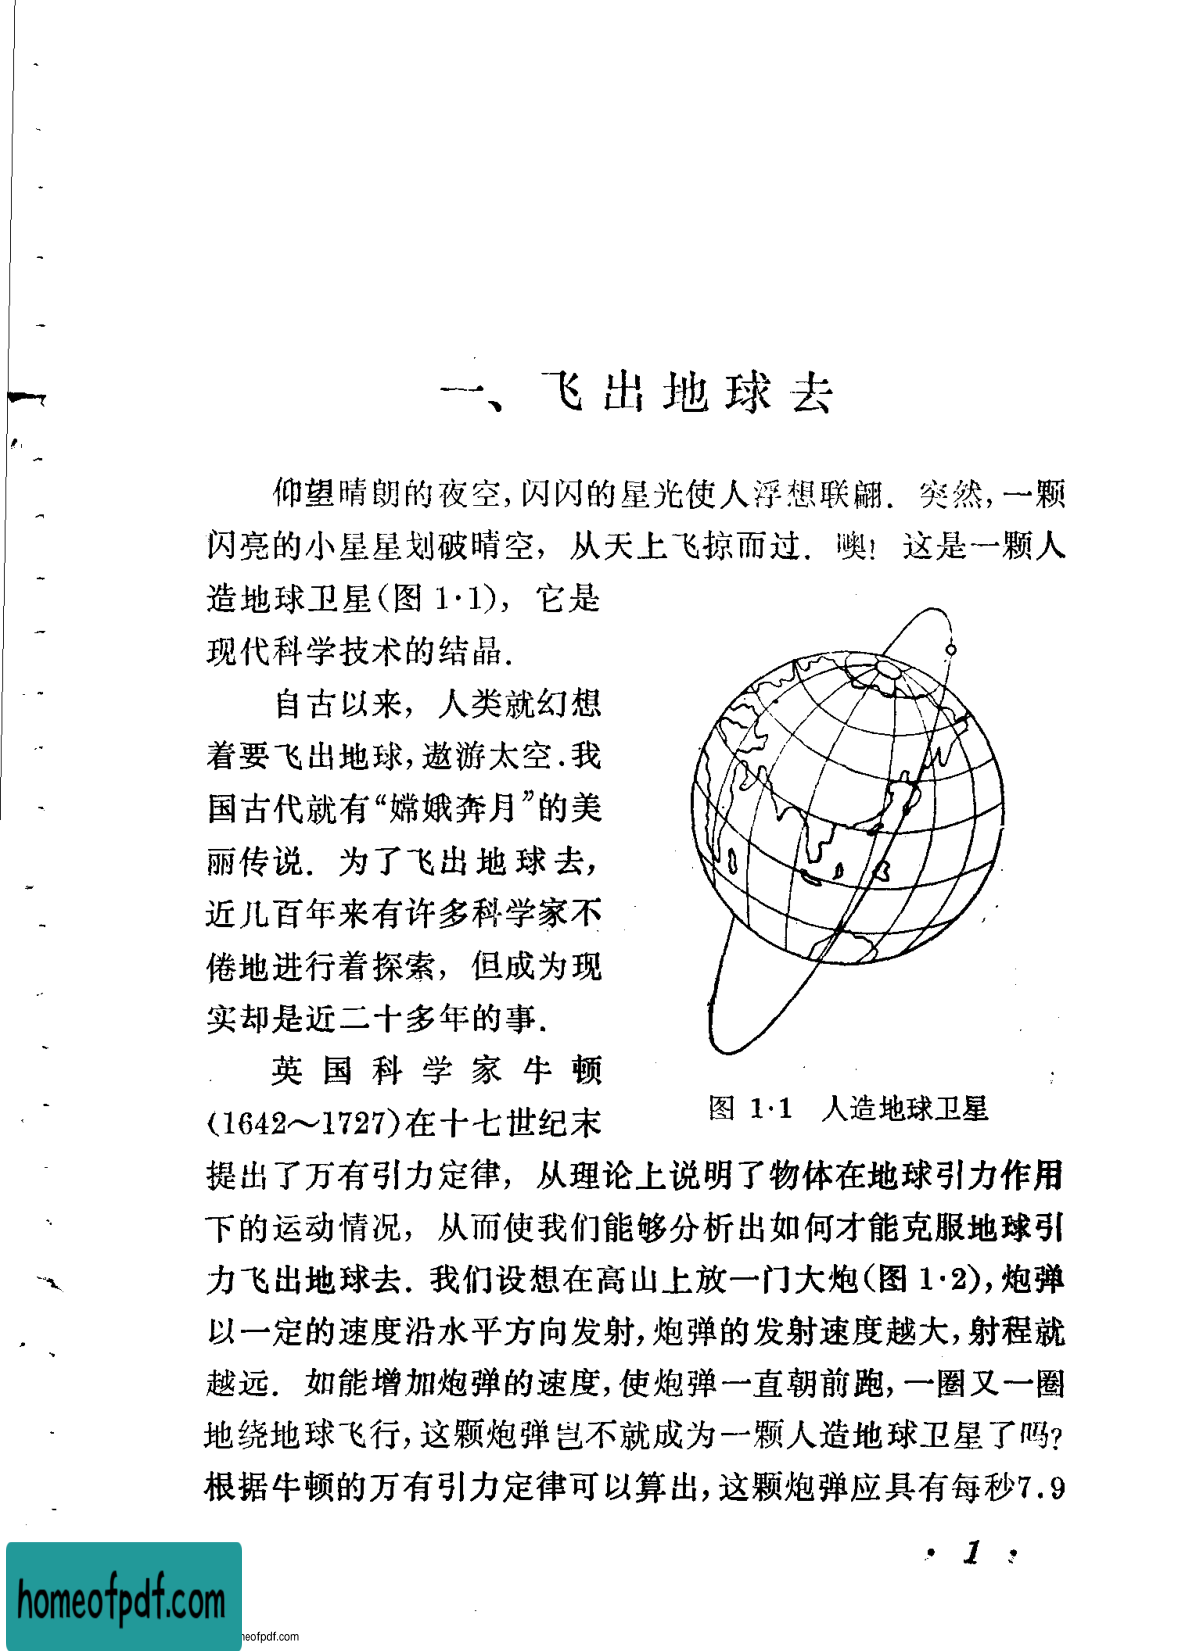 一、飞出地球去
仰望晴朗的夜空,闪闪的星光使人浮想联翩．突然,一颗
闪亮的小星星划破晴空，从天上飞掠而过．噢！这是一颗人
造地球卫星(图 1·1)，它是
现代科学技术的结晶．
自古以来，人类就幻想
着要飞出地球,遨游太空．我
国古代就有“嫦娥奔月”的美
丽传说．为了飞出地球去，
近几百年来有许多科学家不
倦地进行着探索，但成为现
实却是近二十多年的事．
英国科学家牛顿
(1642～1727)在十七世纪末
图 1·1 人造地球卫星
提出了万有引力定律，从理论上说明了物体在地球引力作用
下的运动情况，从而使我们能够分析出如何才能克服地球引
力飞出地球去．我们设想在高山上放一门大炮(图 1·2),炮弹
以一定的速度沿水平方向发射,炮弹的发射速度越大,射程就
越远．如能增加炮弹的速度,使炮弹一直朝前跑,一圈又一圈
地绕地球飞行,这颗炮弹岂不就成为一颗人造地球卫星了吗?
根据牛顿的万有引力定律可以算出,这颗炮弹应具有每秒7.9
· 1 ·
homeofpdf.com
eofpdf.com